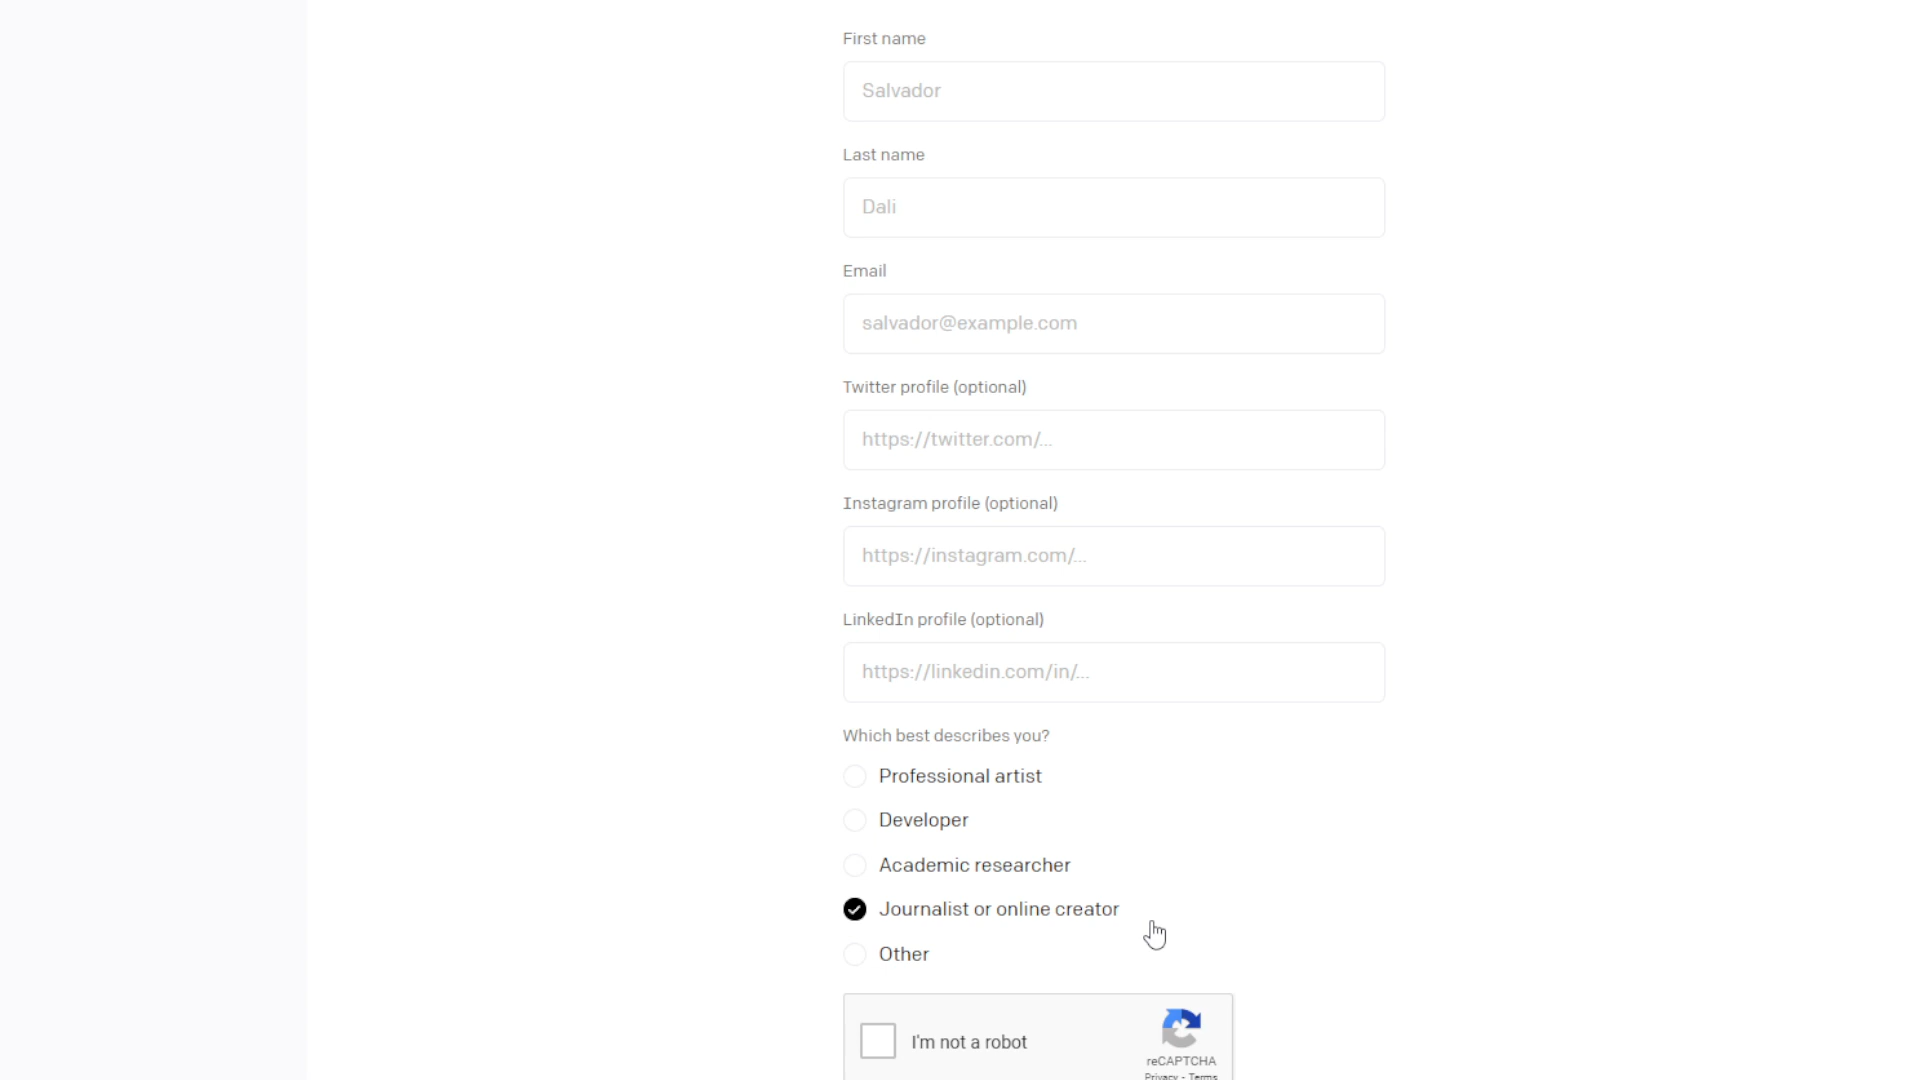 First name
Salvador
Last name
Dali
Email
salvador@example.com
Twitter profile (optional)
https://twitter.com/...
Instagram profile (optional)
https://instagram.com/...
LinkedIn profile (optional)
https://linkedin.com/in/...
Which best describes you?
Professional artist
Developer
Academic researcher
Journalist or online creator
Other
I'm not a robot
reCAPTCHA
Privacy - Terms